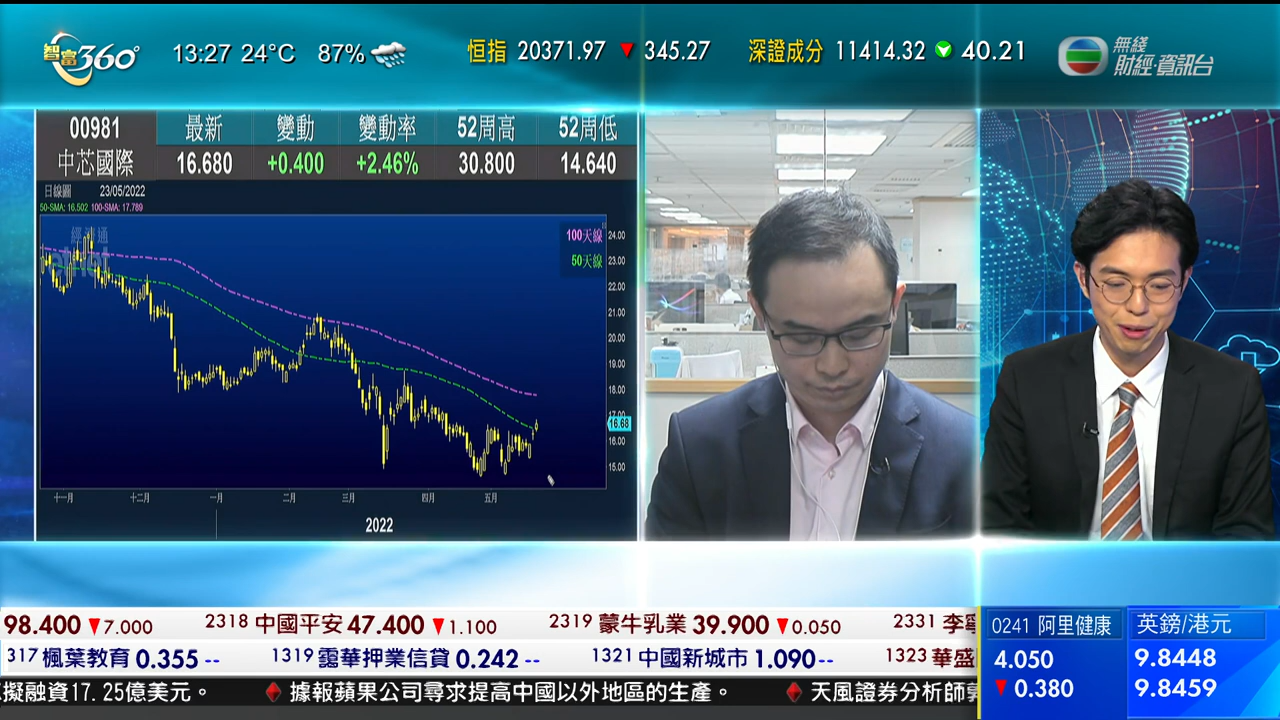 智富360°
13:27 24°C 87%
恒指 20371.97 ▼ 345.27 深證成分 11414.32 40.21
無綫
財經·資訊台
00981 最新 變動 變動率 52周高 52周低
中芯國際 16.680 +0.400 +2.46% 30.800 14.640
日線圖 23/05/2022
50-SMA: 16.502 100-SMA: 17.789
經濟通
etnet
100天線
50天線
24.00
23.00
22.00
21.00
20.00
19.00
18.00
17.00
16.68
16.00
15.00
十一月 十二月 一月 二月 三月 四月 五月
2022
98.400 ▼7.000 2318 中國平安 47.400 ▼1.100 2319 蒙牛乳業 39.900 ▼0.050 2331 李寧
317 楓葉教育 0.355 -- 1319 靄華押業信貸 0.242 -- 1321 中國新城市 1.090 -- 1323 華盛
擬融資17.25億美元。 ♦ 據報蘋果公司尋求提高中國以外地區的生產。 ♦ 天風證券分析師
0241 阿里健康
4.050
▼ 0.380
英鎊/港元
9.8448
9.8459